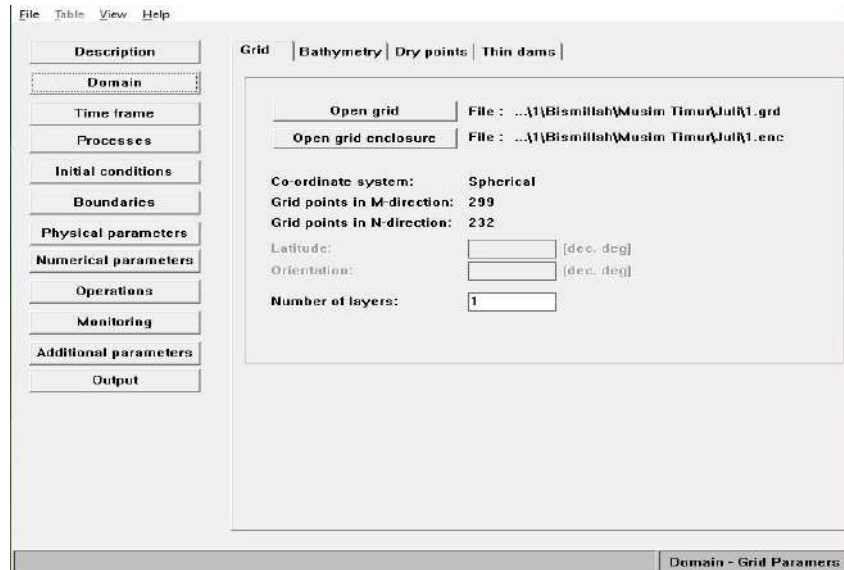 File Table View Help
Description
Domain
Time frame
Processes
Initial conditions
Boundaries
Physical parameters
Numerical parameters
Operations
Monitoring
Additional parameters
Output
Grid Bathymetry Dry points Thin dams
Open grid File : ...\1\Bismillah\Musim Timur\Juli\1.grd
Open grid enclosure File : ...\1\Bismillah\Musim Timur\Juli\1.enc
Co-ordinate system: Spherical
Grid points in M-direction: 299
Grid points in N-direction: 232
Latitude: [dec. deg]
Orientation: [dec. deg]
Number of layers: 1
Domain - Grid Paramers